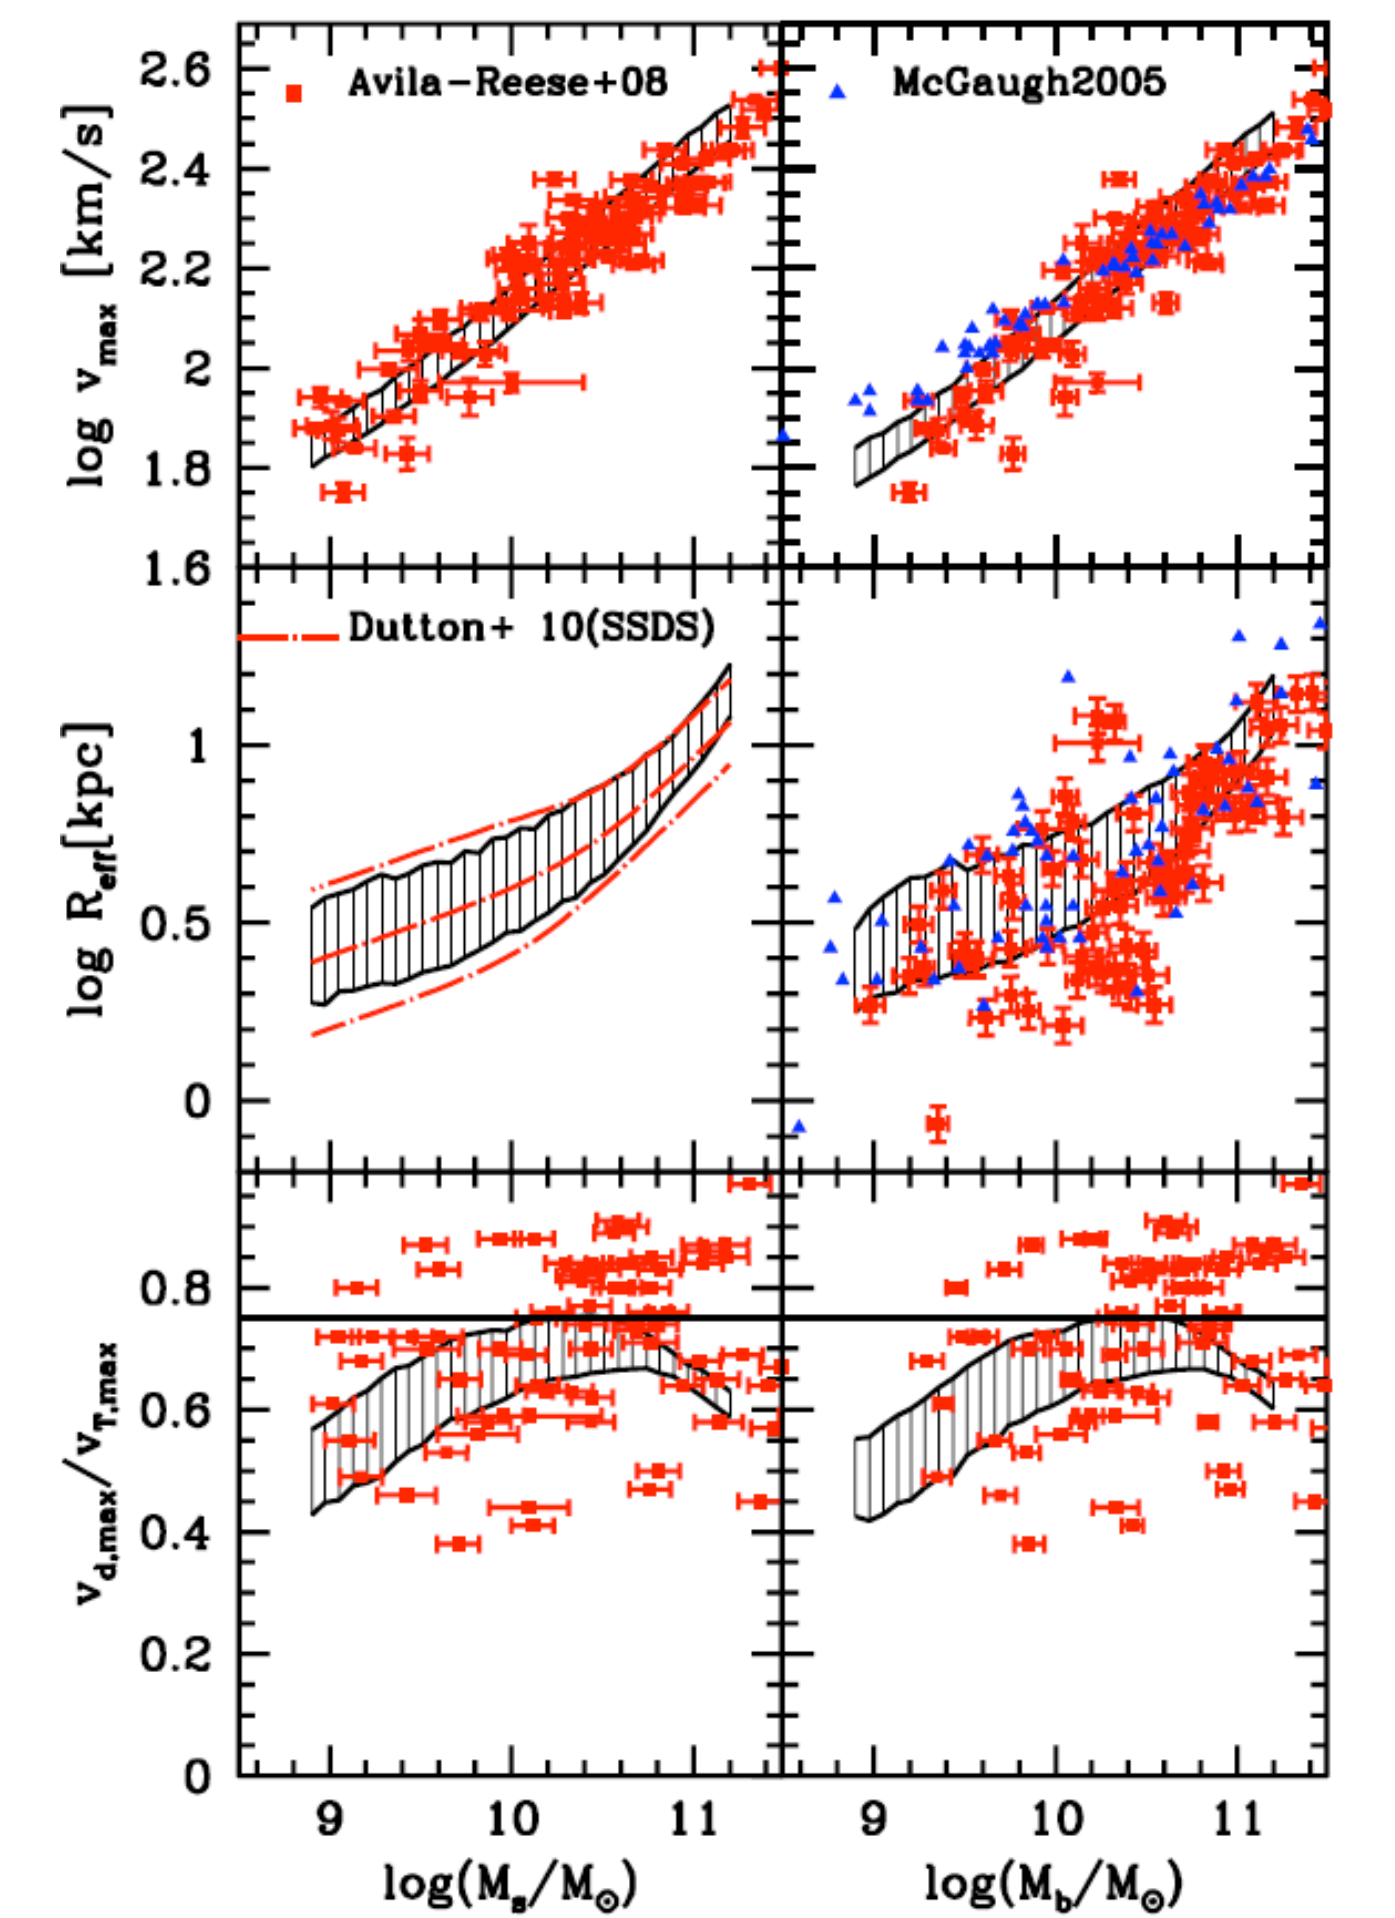 Avila-Reese+08
McGaugh2005
log v_max [km/s]
2.6
2.4
2.2
2
1.8
1.6
Dutton+ 10(SSDS)
log R_eff[kpc]
1
0.5
0
v_d,max/v_T,max
0.8
0.6
0.4
0.2
0
9 10 11
9 10 11
log(M_s/M_⊙)
log(M_b/M_⊙)